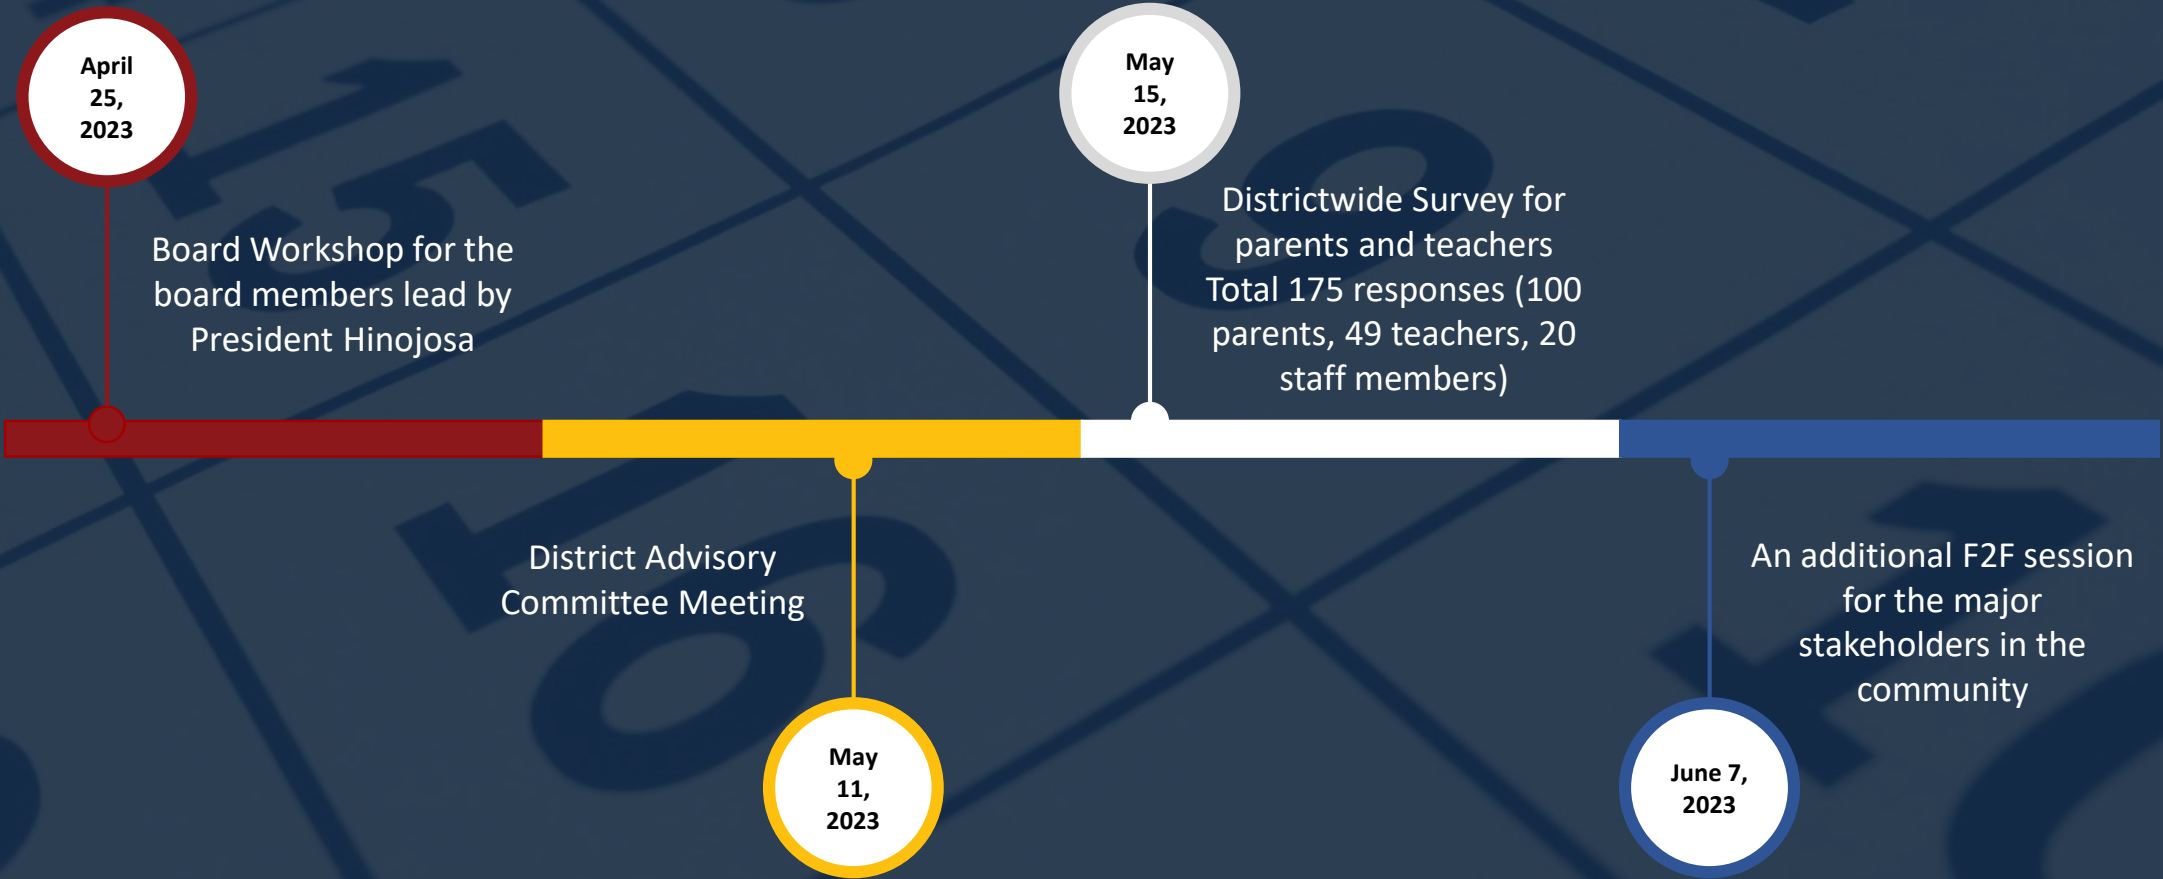 April
25,
2023
Board Workshop for the
board members lead by
President Hinojosa
District Advisory
Committee Meeting
May
11,
2023
May
15,
2023
Districtwide Survey for
parents and teachers
Total 175 responses (100
parents, 49 teachers, 20
staff members)
An additional F2F session
for the major
stakeholders in the
community
June 7,
2023